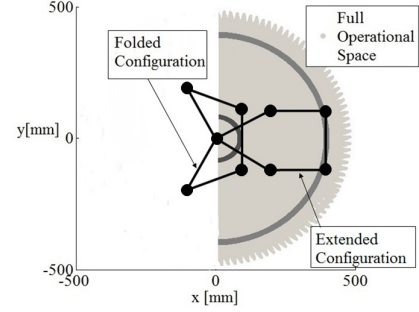 500
Full
Operational
Space
Folded
Configuration
y[mm]
0
Extended
Configuration
-500
-500
0
500
x [mm]